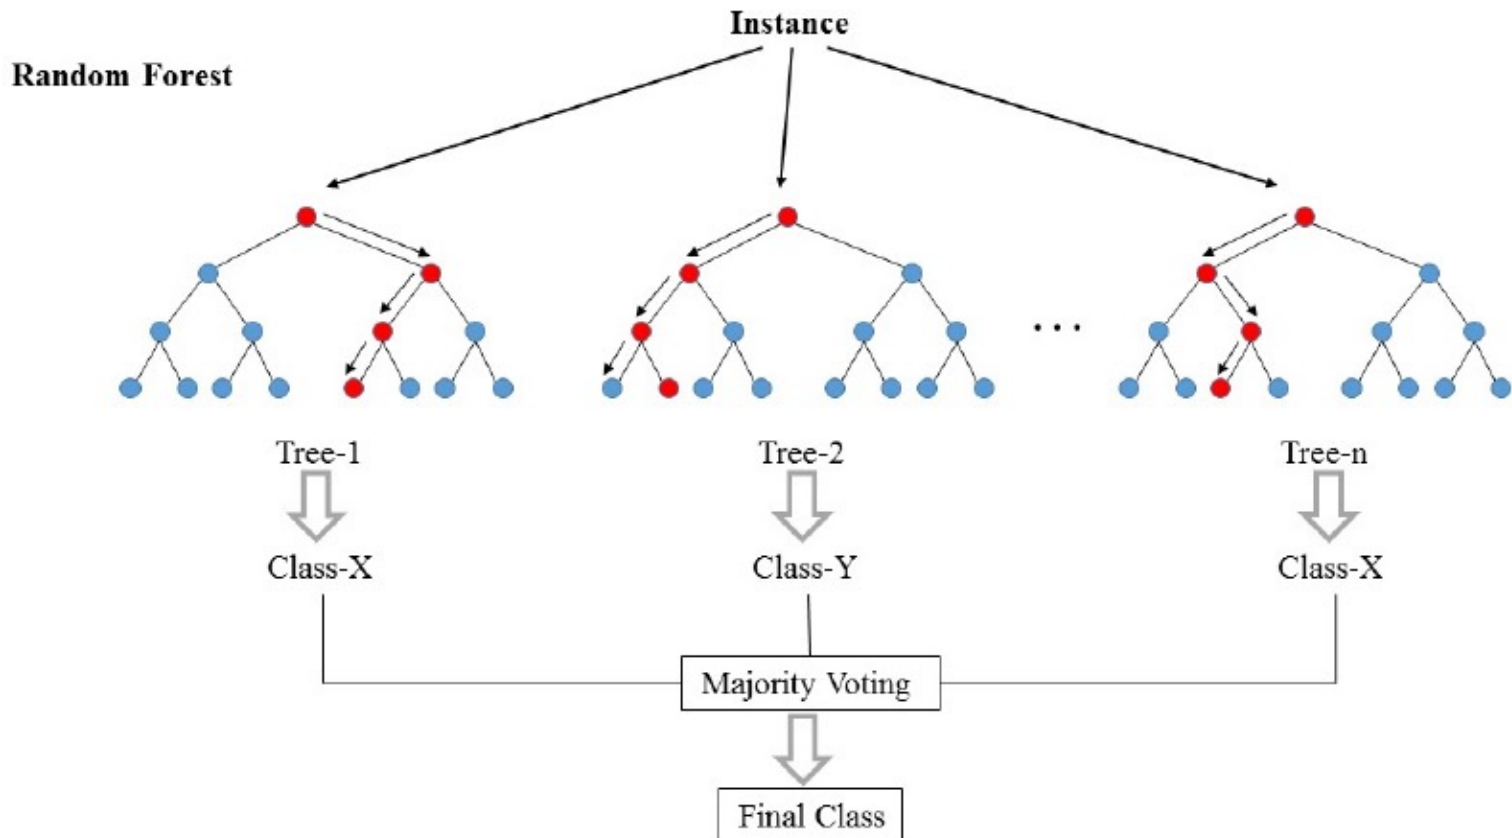 Instance
Random Forest
. . .
Tree-1
Tree-2
Tree-n
Class-X
Class-Y
Class-X
Majority Voting
Final Class